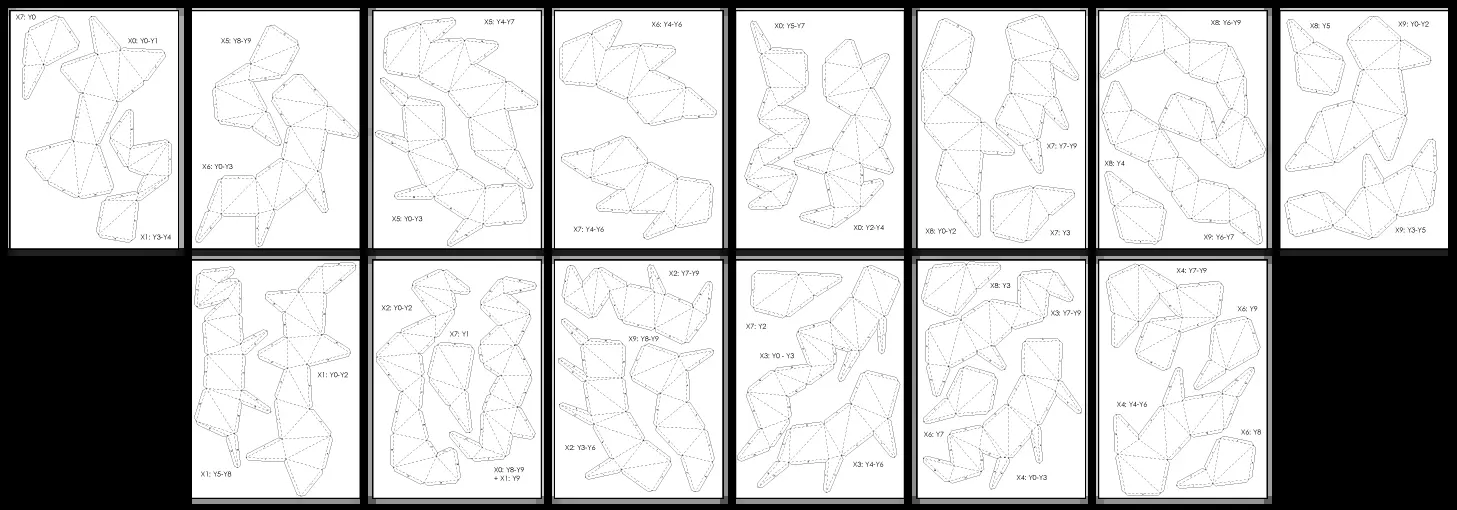 X7: Y0
X0: Y0-Y1
X1: Y3-Y4
X5: Y8-Y9
X6: Y0-Y3
X5: Y4-Y7
X5: Y0-Y3
X6: Y4-Y6
X7: Y4-Y6
X0: Y5-Y7
X0: Y2-Y4
X7: Y7-Y9
X8: Y0-Y2
X7: Y3
X8: Y6-Y9
X8: Y4
X9: Y6-Y7
X8: Y5
X9: Y0-Y2
X9: Y3-Y5
X1: Y0-Y2
X1: Y5-Y8
X2: Y0-Y2
X7: Y1
X0: Y8-Y9
+ X1: Y9
X2: Y7-Y9
X9: Y8-Y9
X2: Y3-Y6
X7: Y2
X3: Y0 - Y3
X3: Y4-Y6
X8: Y3
X3: Y7-Y9
X6: Y7
X4: Y0-Y3
X4: Y7-Y9
X6: Y9
X4: Y4-Y6
X6: Y8